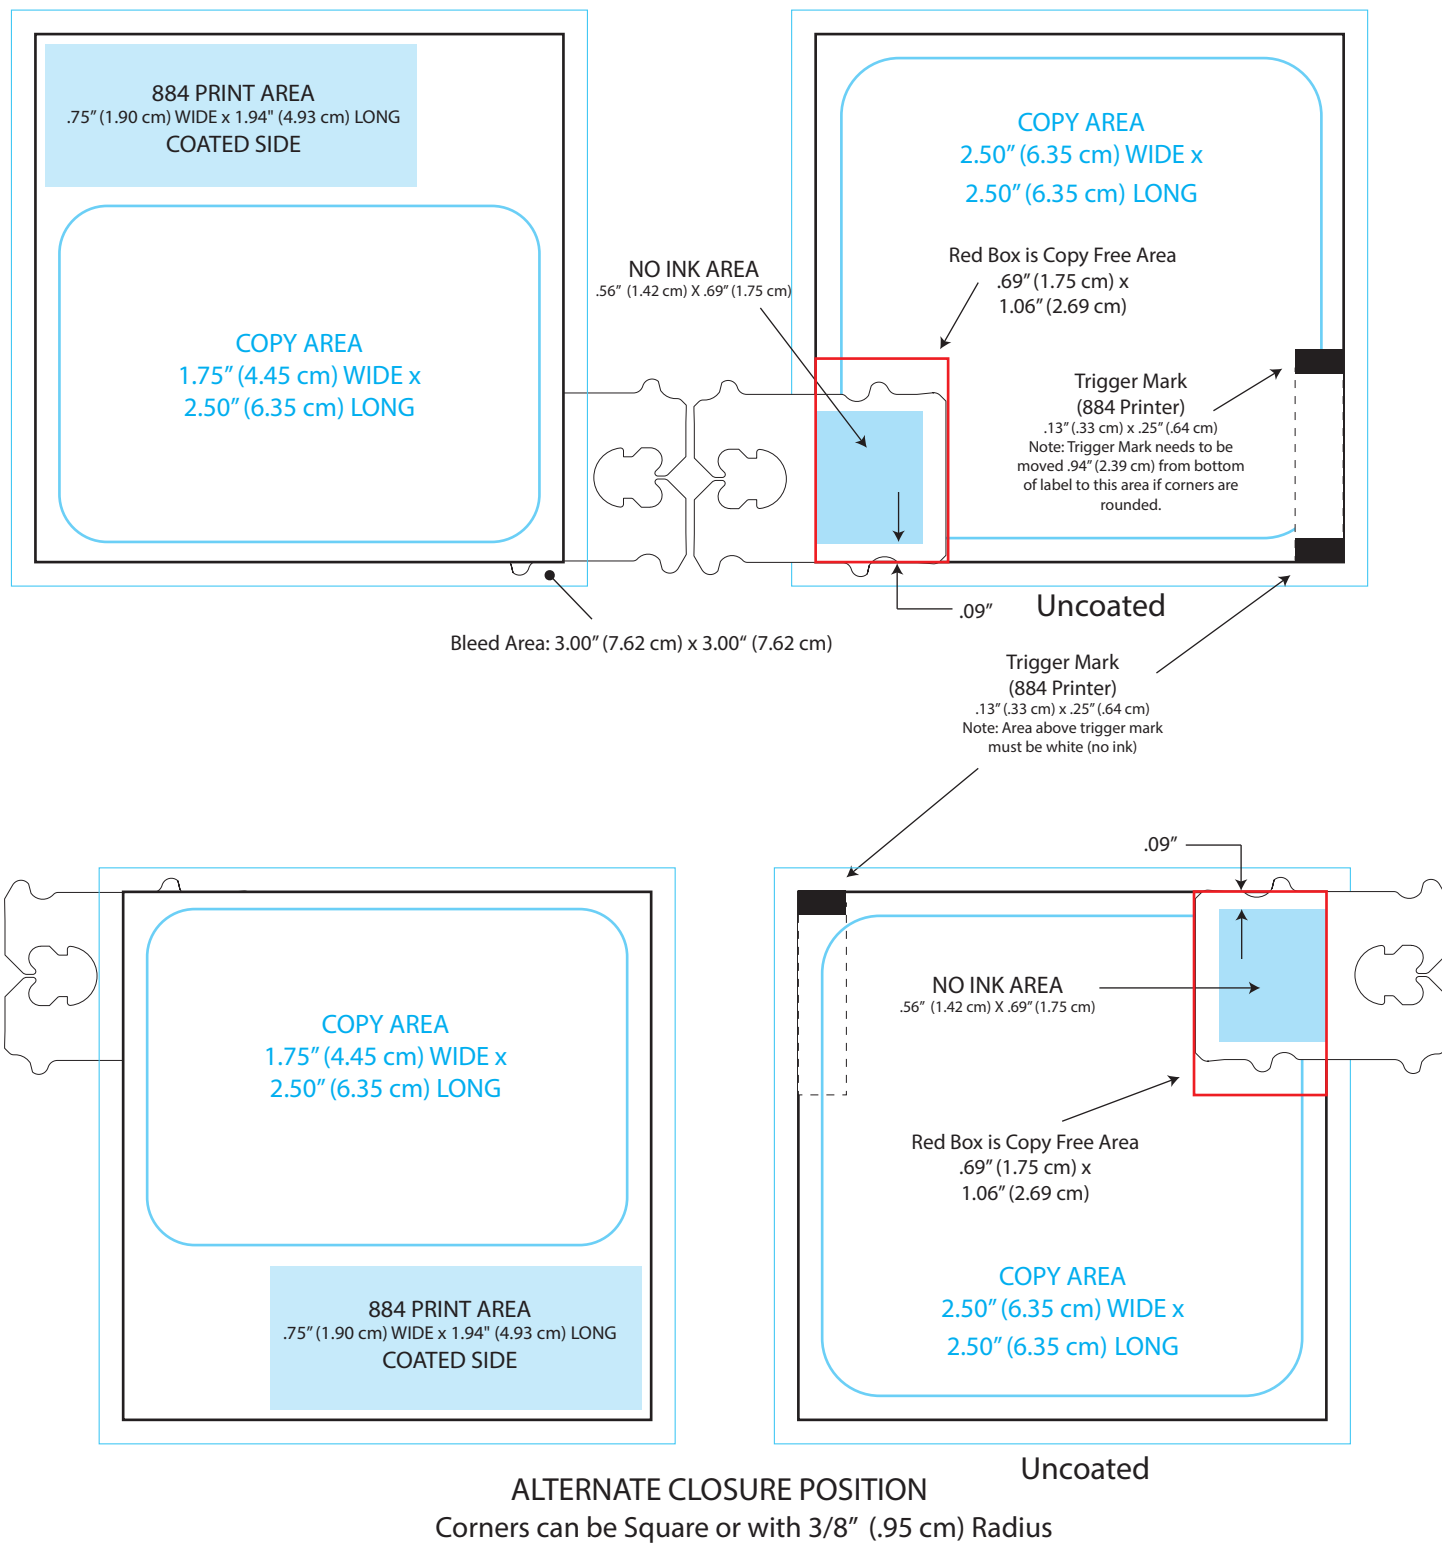 884 PRINT AREA
.75” (1.90 cm) WIDE x 1.94" (4.93 cm) LONG
COATED SIDE
COPY AREA
1.75” (4.45 cm) WIDE x
2.50” (6.35 cm) LONG
NO INK AREA
.56” (1.42 cm) X .69” (1.75 cm)
COPY AREA
2.50” (6.35 cm) WIDE x
2.50” (6.35 cm) LONG
Red Box is Copy Free Area
.69” (1.75 cm) x
1.06” (2.69 cm)
Trigger Mark
(884 Printer)
.13” (.33 cm) x .25” (.64 cm)
Note: Trigger Mark needs to be
moved .94” (2.39 cm) from bottom
of label to this area if corners are
rounded.
.09”
Uncoated
Bleed Area: 3.00” (7.62 cm) x 3.00“ (7.62 cm)
Trigger Mark
(884 Printer)
.13” (.33 cm) x .25” (.64 cm)
Note: Area above trigger mark
must be white (no ink)
COPY AREA
1.75” (4.45 cm) WIDE x
2.50” (6.35 cm) LONG
884 PRINT AREA
.75” (1.90 cm) WIDE x 1.94" (4.93 cm) LONG
COATED SIDE
.09”
NO INK AREA
.56” (1.42 cm) X .69” (1.75 cm)
Red Box is Copy Free Area
.69” (1.75 cm) x
1.06” (2.69 cm)
COPY AREA
2.50” (6.35 cm) WIDE x
2.50” (6.35 cm) LONG
Uncoated
ALTERNATE CLOSURE POSITION
Corners can be Square or with 3/8” (.95 cm) Radius